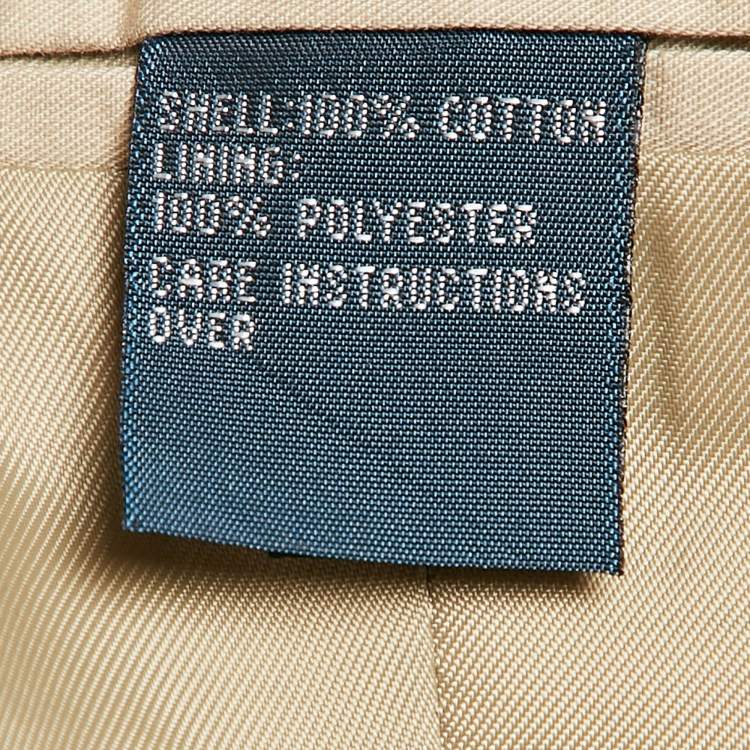 SHELL:100% COTTON
LINING:
100% POLYESTER
CARE INSTRUCTIONS
OVER